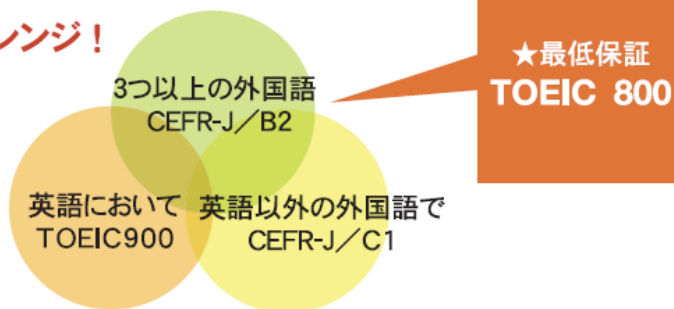 レンジ！
★最低保証
TOEIC 800
3つ以上の外国語
CEFR-J／B2
英語において
TOEIC900
英語以外の外国語で
CEFR-J／C1